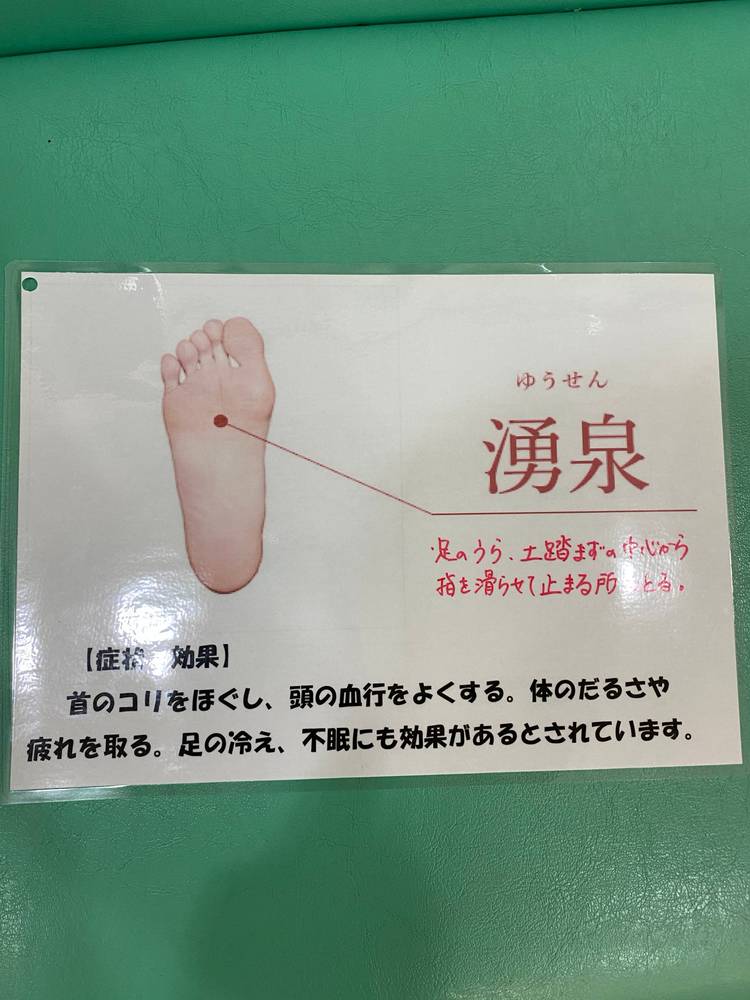 ゆうせん
湧泉
足のうら、土踏まずの中心から
指を滑らせて止まる所 とる。
【症状 効果】
首のコリをほぐし、頭の血行をよくする。体のだるさや
疲れを取る。足の冷え、不眠にも効果があるとされています。